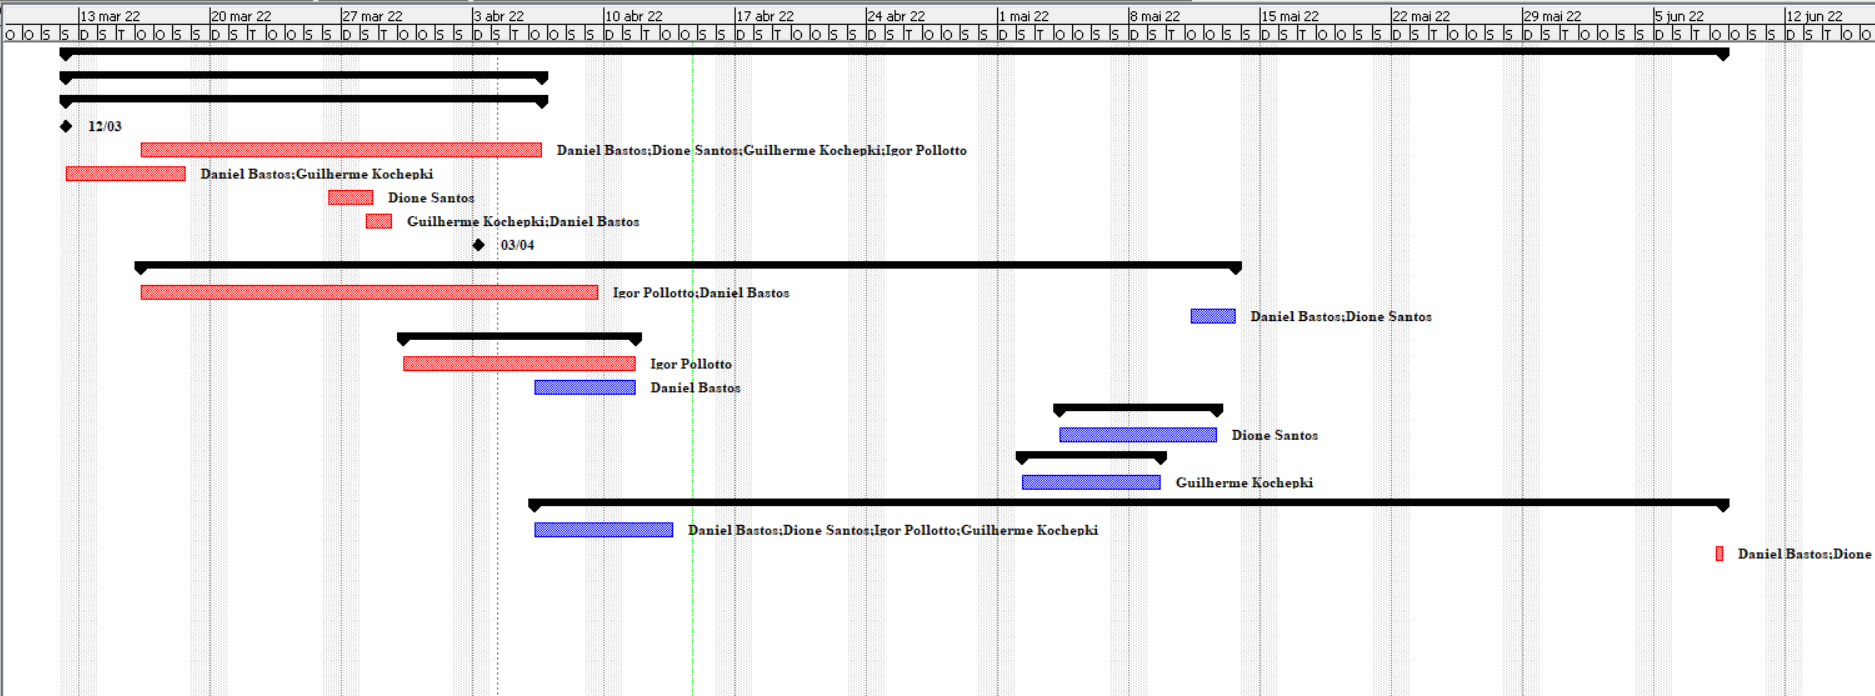 13 mar 22 20 mar 22 27 mar 22 3 abr 22 10 abr 22 17 abr 22 24 abr 22 1 mai 22 8 mai 22 15 mai 22 22 mai 22 29 mai 22 5 jun 22 12 jun 22
O O S S D S T O O S S D S T O O S S D S T O O S S D S T O O S S D S T O O S S D S T O O S S D S T O O S S D S T O O S S D S T O O S S D S T O O S S D S T O O S S D S T O O S S D S T O O S S D S T O O
12/03
Daniel Bastos;Dione Santos;Guilherme Kochepki;Igor Pollotto
Daniel Bastos;Guilherme Kochepki
Dione Santos
Guilherme Kochepki;Daniel Bastos
03/04
Igor Pollotto;Daniel Bastos
Daniel Bastos;Dione Santos
Igor Pollotto
Daniel Bastos
Dione Santos
Guilherme Kochepki
Daniel Bastos;Dione Santos;Igor Pollotto;Guilherme Kochepki
Daniel Bastos;Dione